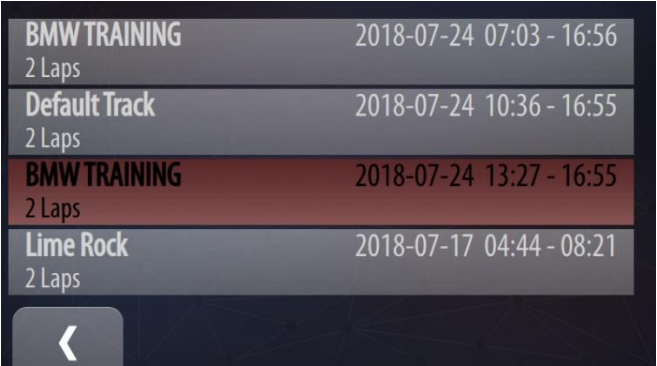 BMW TRAINING 2018-07-24 07:03 - 16:56
2 Laps
Default Track 2018-07-24 10:36 - 16:55
2 Laps
BMW TRAINING 2018-07-24 13:27 - 16:55
2 Laps
Lime Rock 2018-07-17 04:44 - 08:21
2 Laps